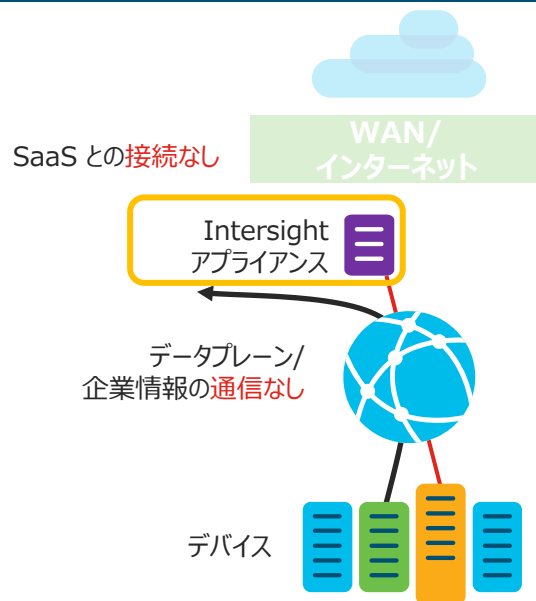 WAN/
インターネット
SaaS との接続なし
Intersight
アプライアンス
データプレーン/
企業情報の通信なし
デバイス